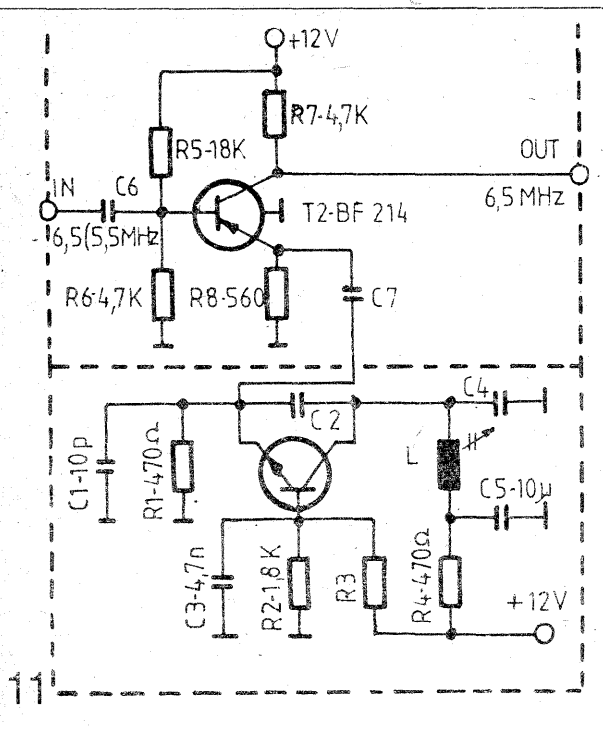 +12V
R7-4,7K
R5-18K
OUT
IN
C6
T2-BF 214
6,5 MHz
6,5(5,5MHz
R6-4,7K
R8-560
C7
C4
C2
C1-10p
R1-470Ω
L
C5-10µ
C3-4,7n
R2-1,8K
R3
R4-470Ω
+12V
11